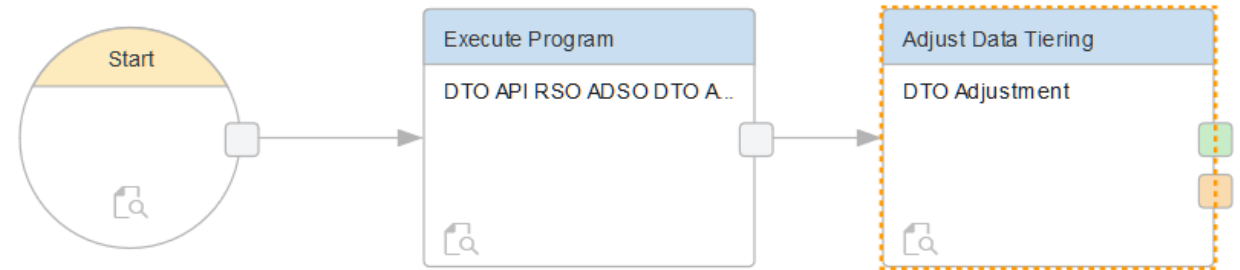 Start
Execute Program
DTO API RSO ADSO DTO A...
Adjust Data Tiering
DTO Adjustment